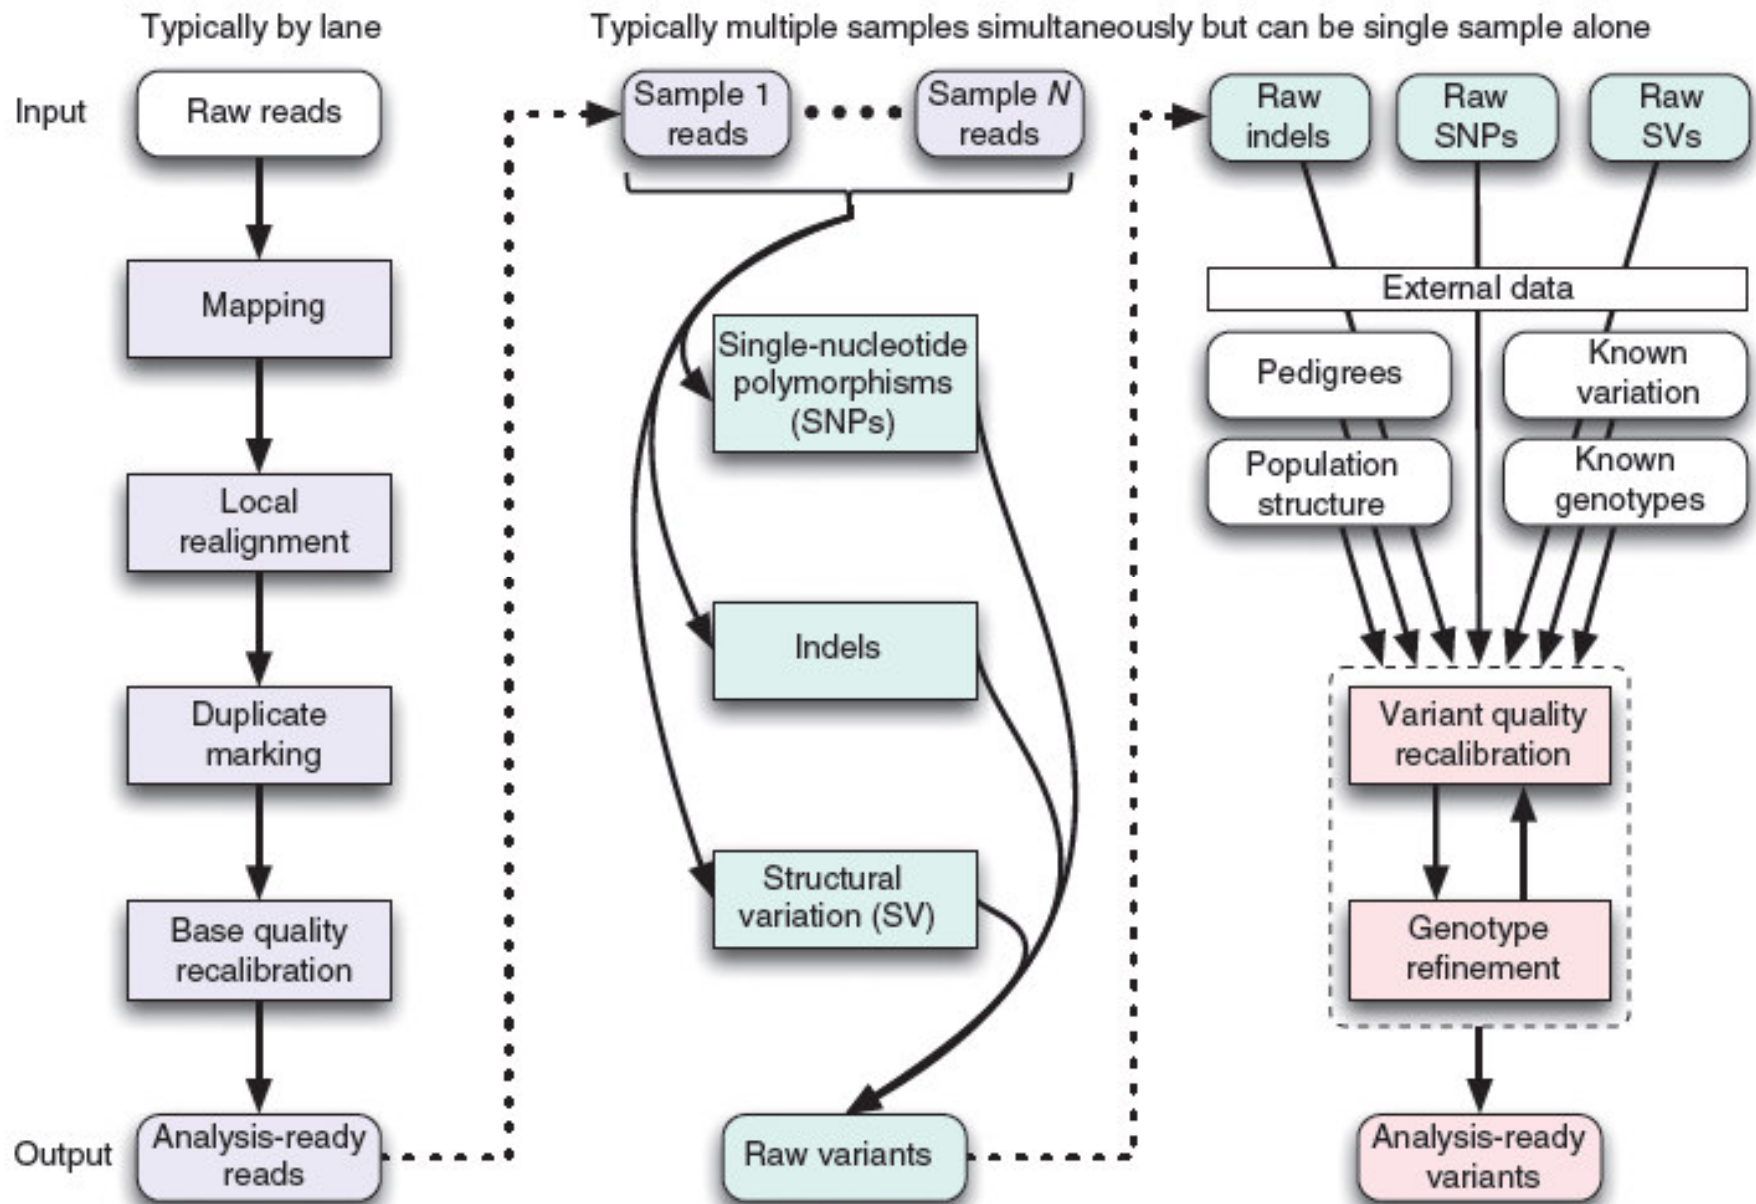 Typically by lane
Typically multiple samples simultaneously but can be single sample alone
Input
Raw reads
Mapping
Local
realignment
Duplicate
marking
Base quality
recalibration
Output
Analysis-ready
reads
Sample 1
reads
Sample N
reads
Single-nucleotide
polymorphisms
(SNPs)
Indels
Structural
variation (SV)
Raw variants
Raw
indels
Raw
SNPs
Raw
SVs
External data
Pedigrees
Known
variation
Population
structure
Known
genotypes
Variant quality
recalibration
Genotype
refinement
Analysis-ready
variants